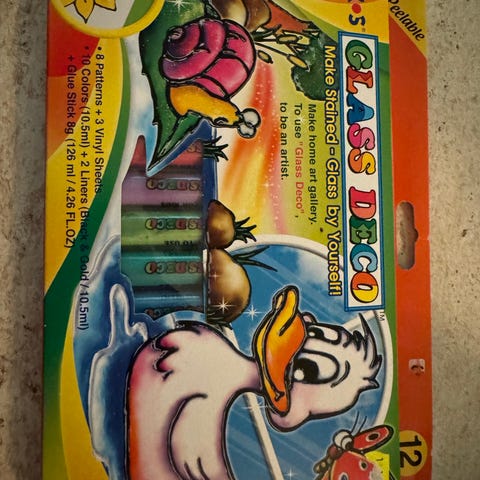 Peelable
12
GLASS DECO™
Make Stained-Glass by Yourself!
Make home art gallery.
To use "Glass Deco",
to be an artist.
• 8 Patterns + 3 Vinyl Sheets
• 10 Colors (10.5ml) + 2 Liners (Black & Gold / 10.5ml)
+ Glue Stick 8g (126 ml / 4.26 FL.OZ)